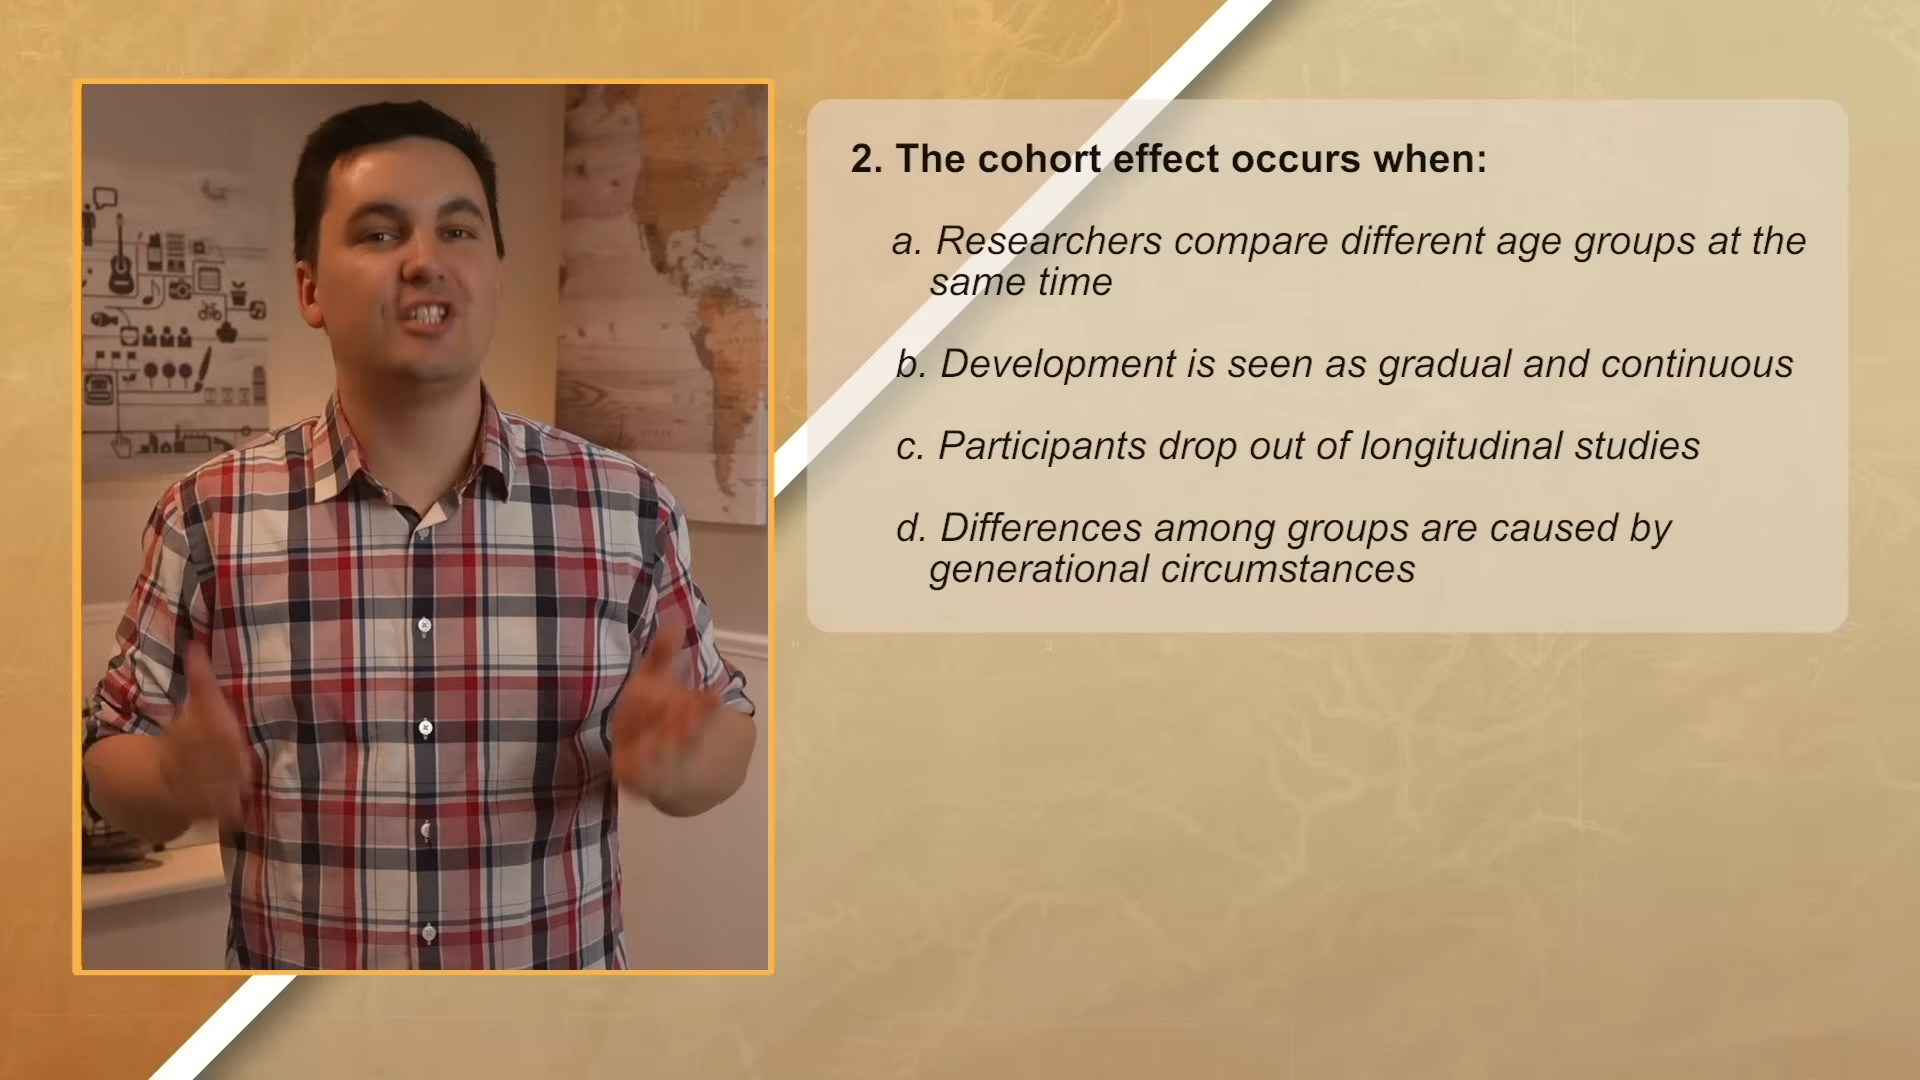 2. The cohort effect occurs when:
a. Researchers compare different age groups at the
same time
b. Development is seen as gradual and continuous
c. Participants drop out of longitudinal studies
d. Differences among groups are caused by
generational circumstances